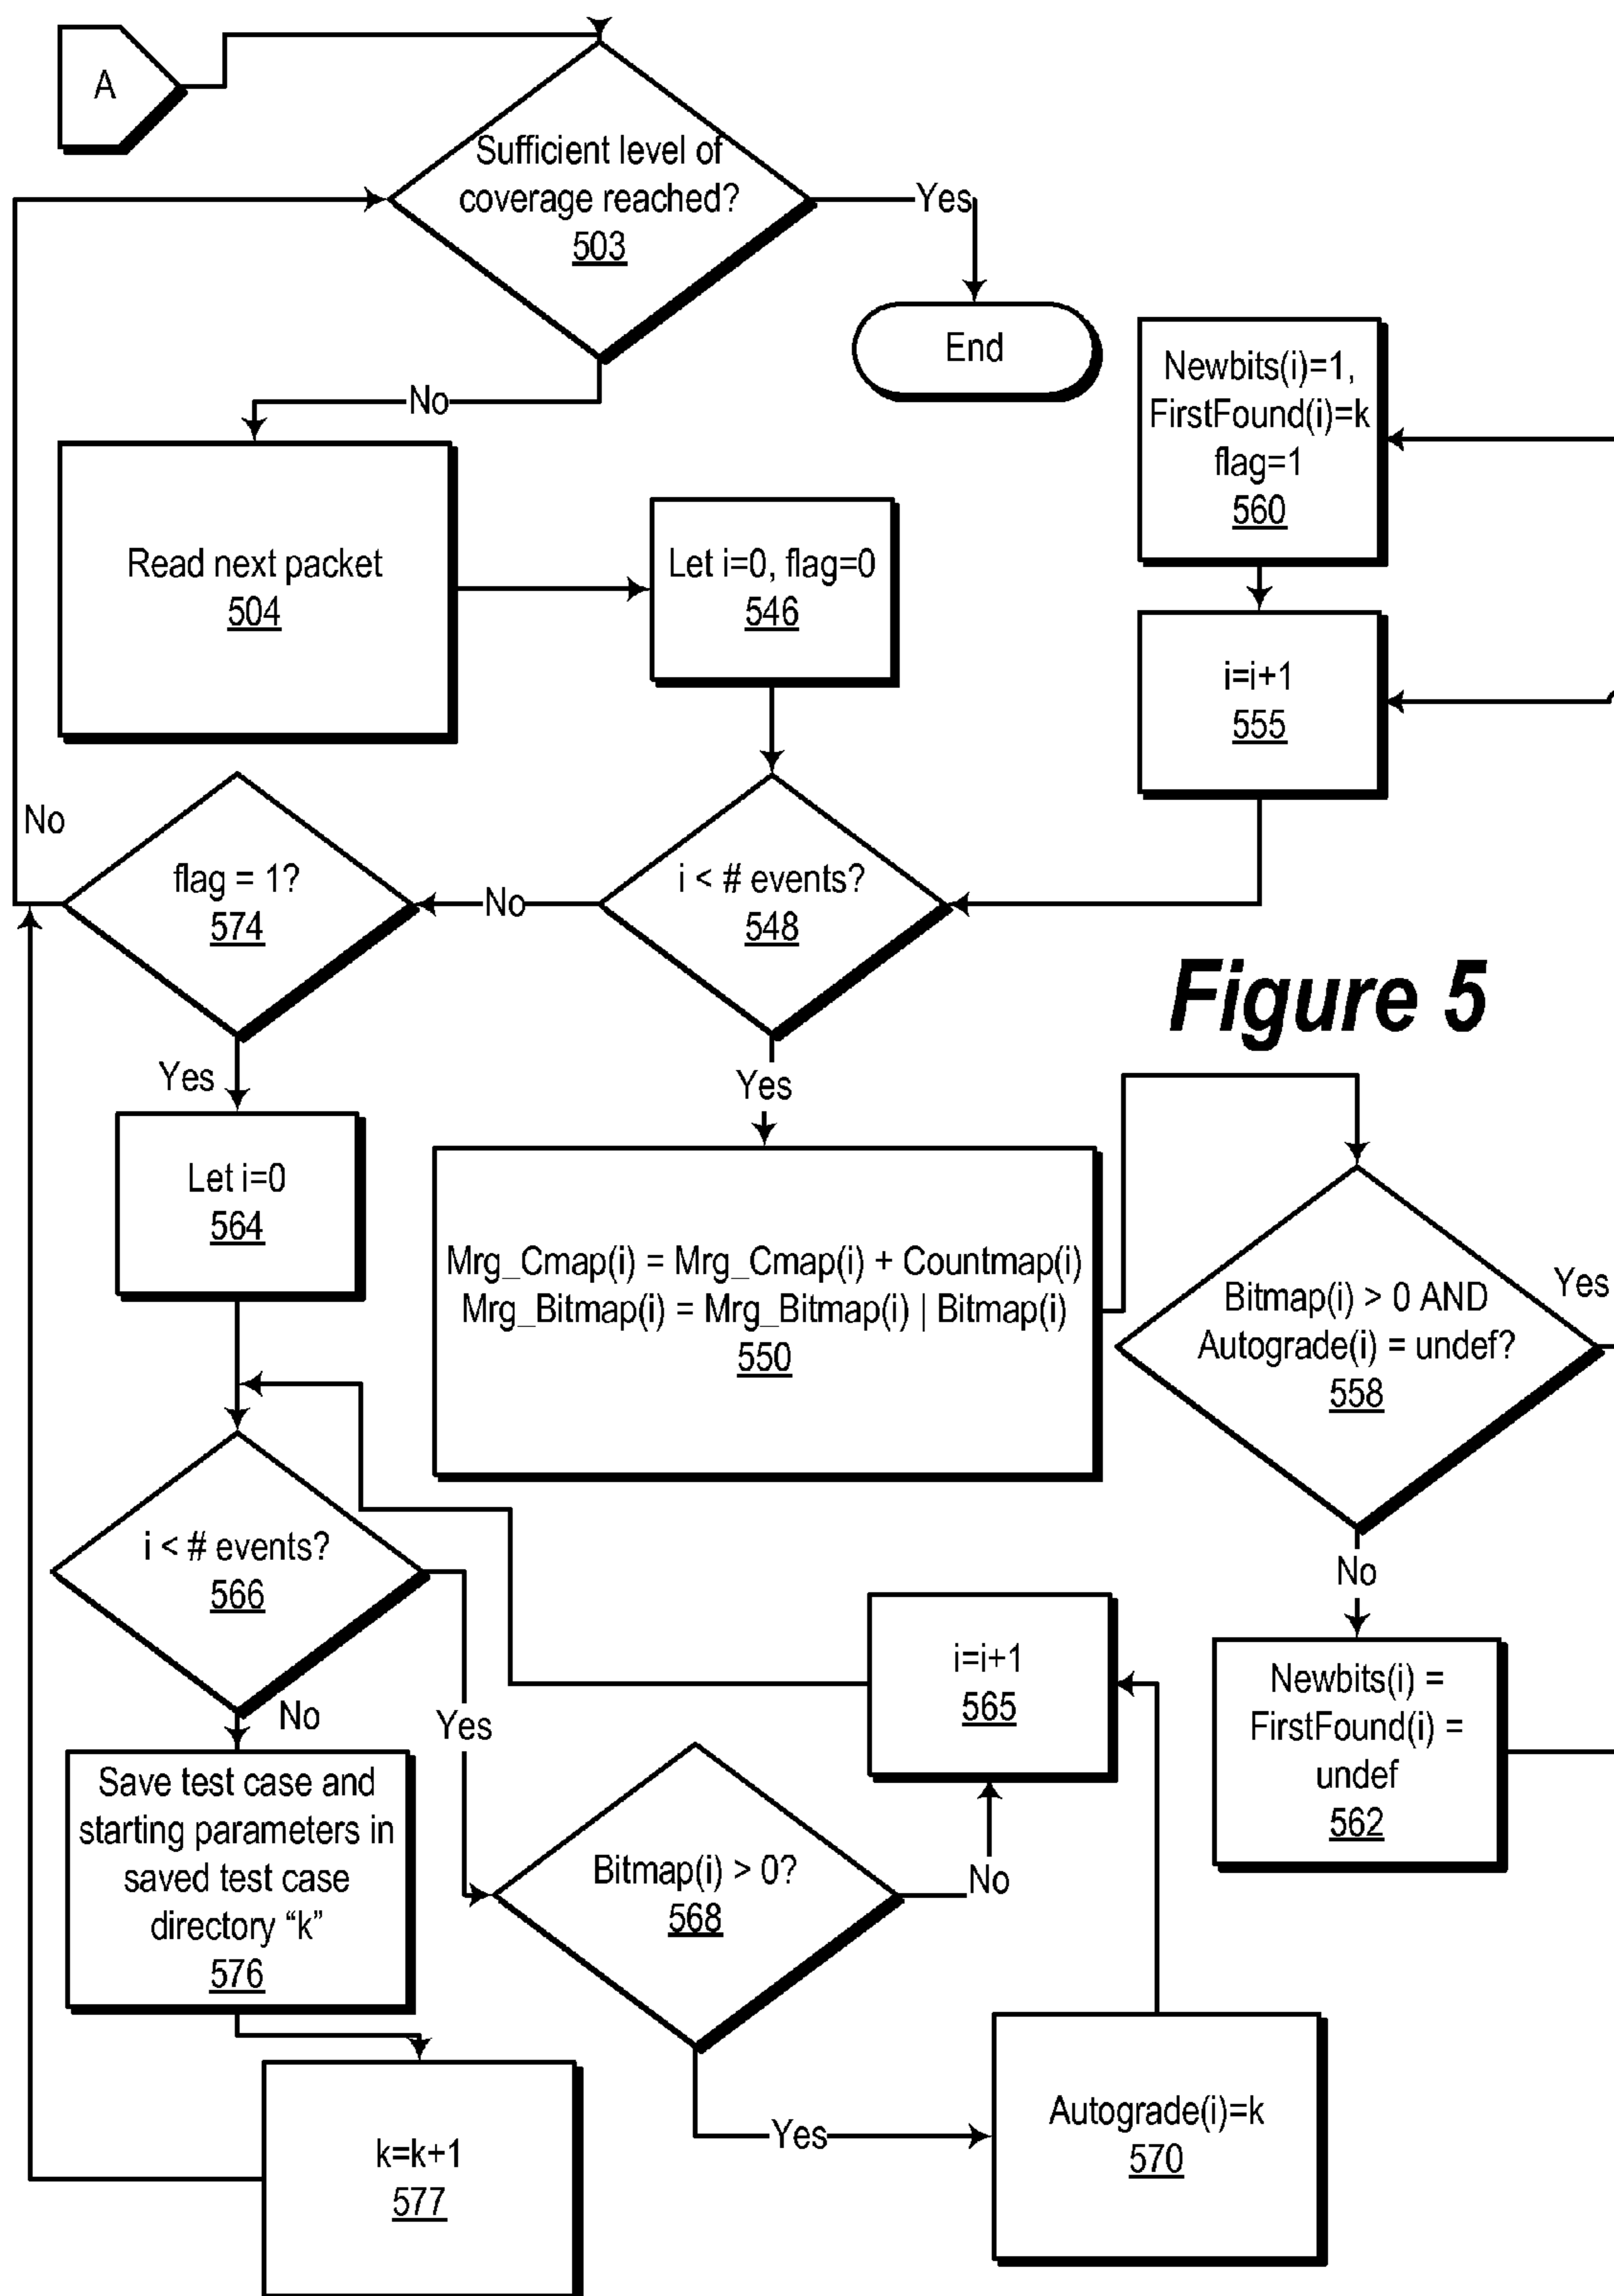 A
Sufficient level of
coverage reached?
503
Yes
End
No
Newbits(i)=1,
FirstFound(i)=k
flag=1
560
Read next packet
504
Let i=0, flag=0
546
i=i+1
555
No
flag = 1?
574
No
i < # events?
548
Figure 5
Yes
Yes
Let i=0
564
Mrg_Cmap(i) = Mrg_Cmap(i) + Countmap(i)
Mrg_Bitmap(i) = Mrg_Bitmap(i) | Bitmap(i)
550
Bitmap(i) > 0 AND
Autograde(i) = undef?
558
Yes
No
i < # events?
566
No
Yes
i=i+1
565
Newbits(i) =
FirstFound(i) =
undef
562
Save test case and
starting parameters in
saved test case
directory “k”
576
Bitmap(i) > 0?
568
No
Yes
k=k+1
577
Autograde(i)=k
570